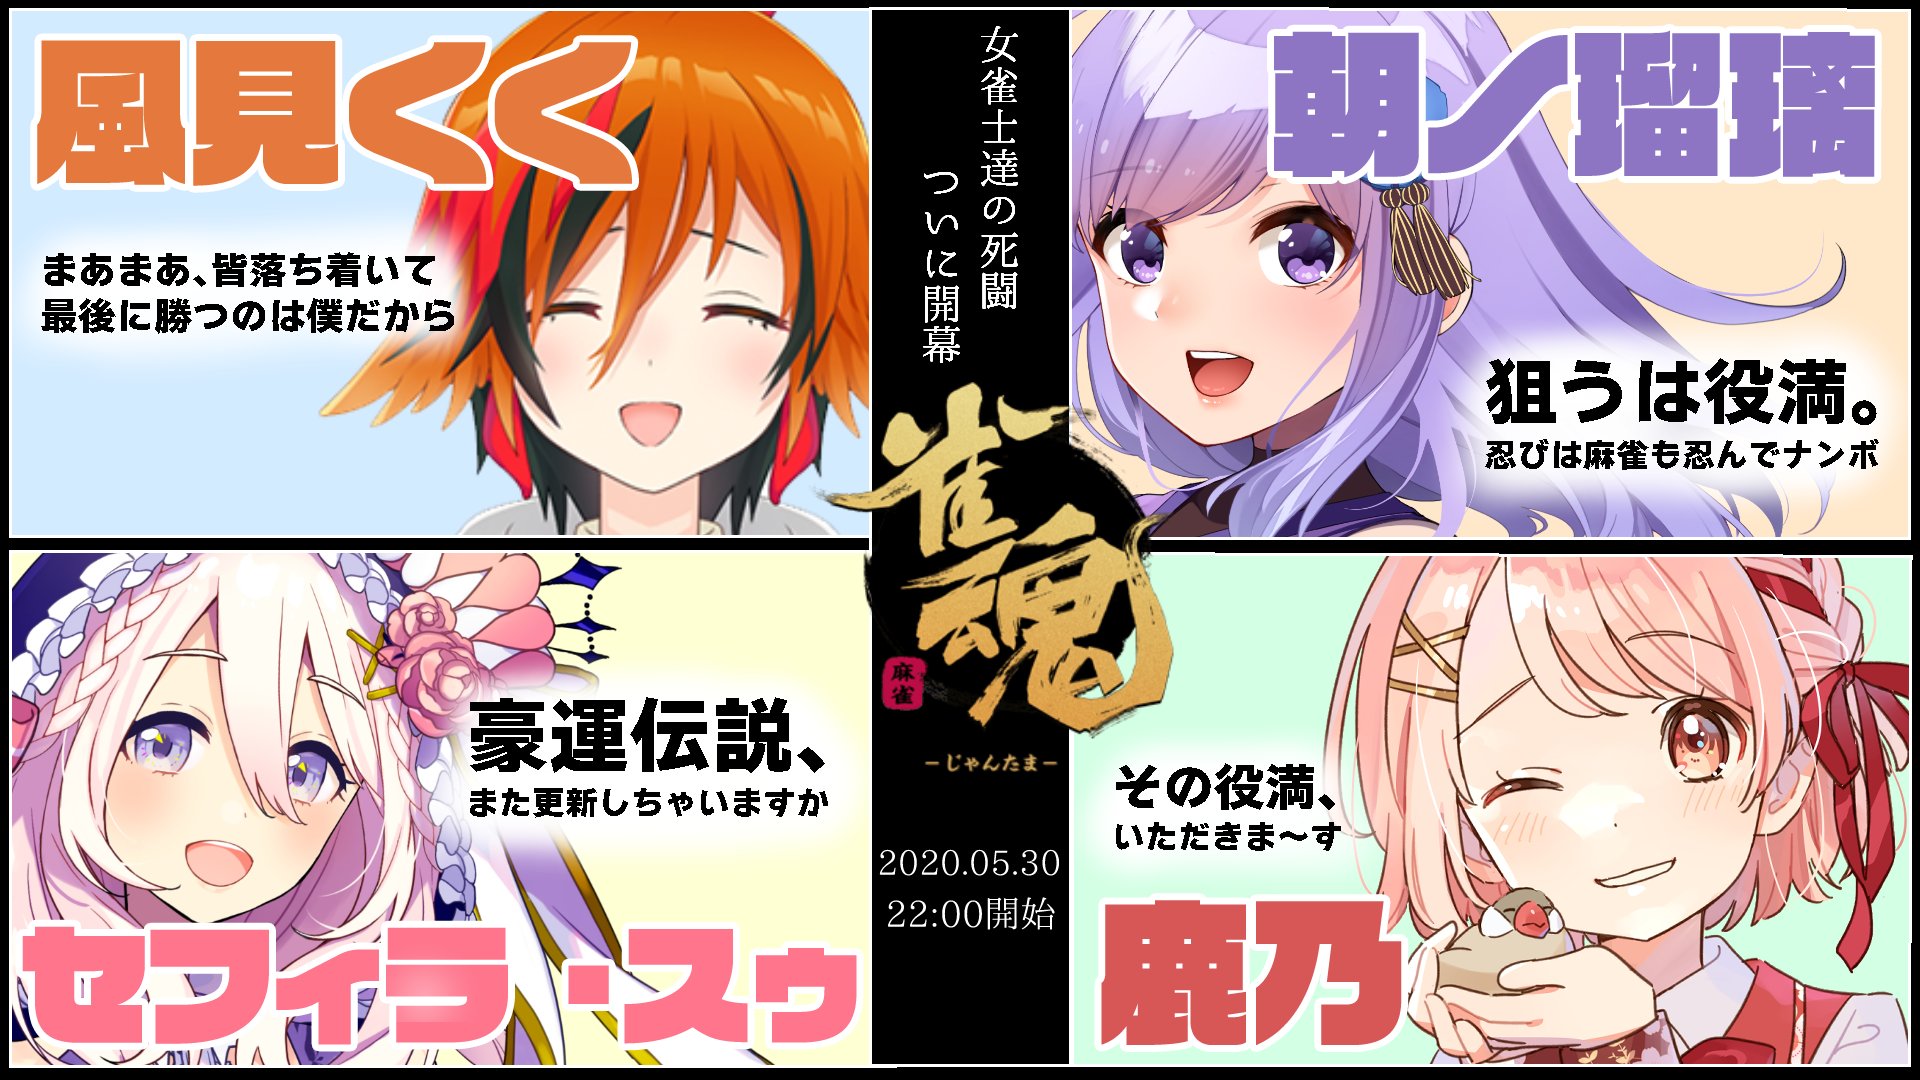 風見くく
まあまあ、皆落ち着いて
最後に勝つのは僕だから
女雀士達の死闘
ついに開幕
朝ノ瑠璃
狙うは役満。
忍びは麻雀も忍んでナンボ
雀魂
麻雀
－じゃんたま－
2020.05.30
22:00開始
豪運伝説、
また更新しちゃいますか
セフィラ・スゥ
その役満、
いただきま～す
鹿乃